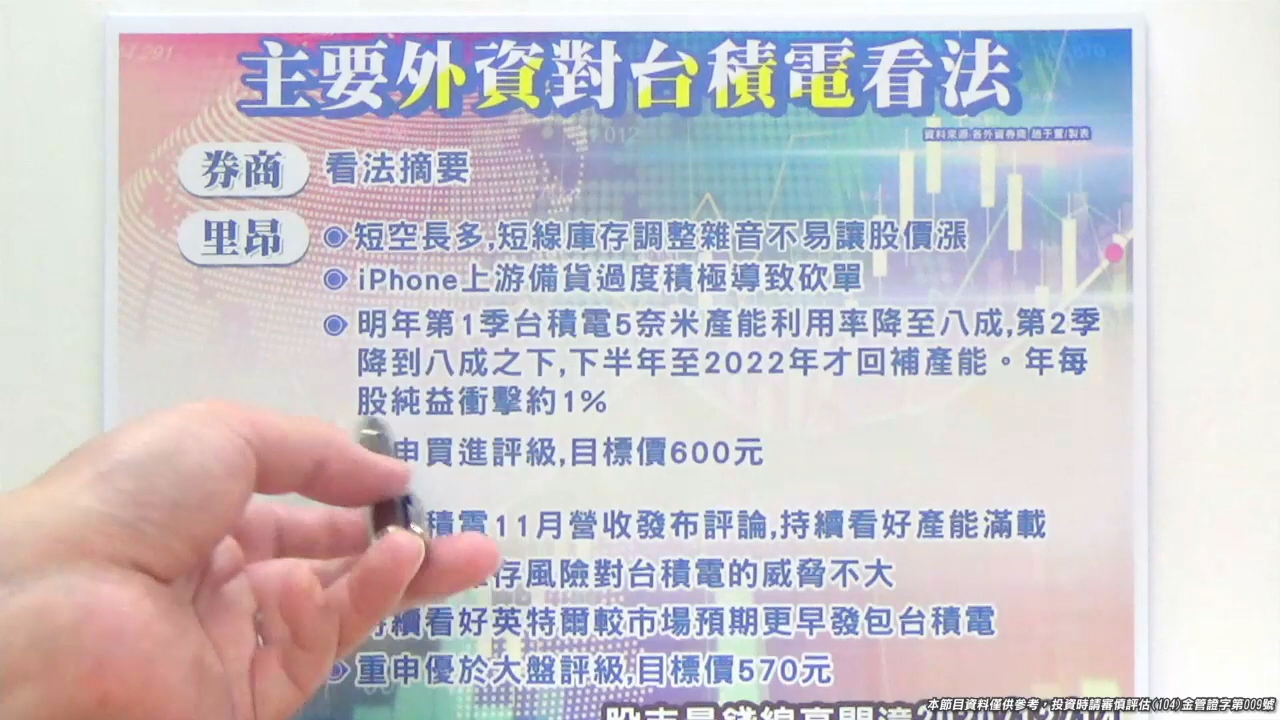 主要外資對台積電看法
資料來源:各外資券商 趙于萱/製表
券商 看法摘要
里昂 短空長多,短線庫存調整雜音不易讓股價漲
iPhone上游備貨過度積極導致砍單
明年第1季台積電5奈米產能利用率降至八成,第2季
降到八成之下,下半年至2022年才回補產能。年每
股純益衝擊約1%
申買進評級,目標價600元
積電11月營收發布評論,持續看好產能滿載
存風險對台積電的威脅不大
持續看好英特爾較市場預期更早發包台積電
重申優於大盤評級,目標價570元
本節目資料僅供參考,投資時請審慎評估(104)金管證字第009號